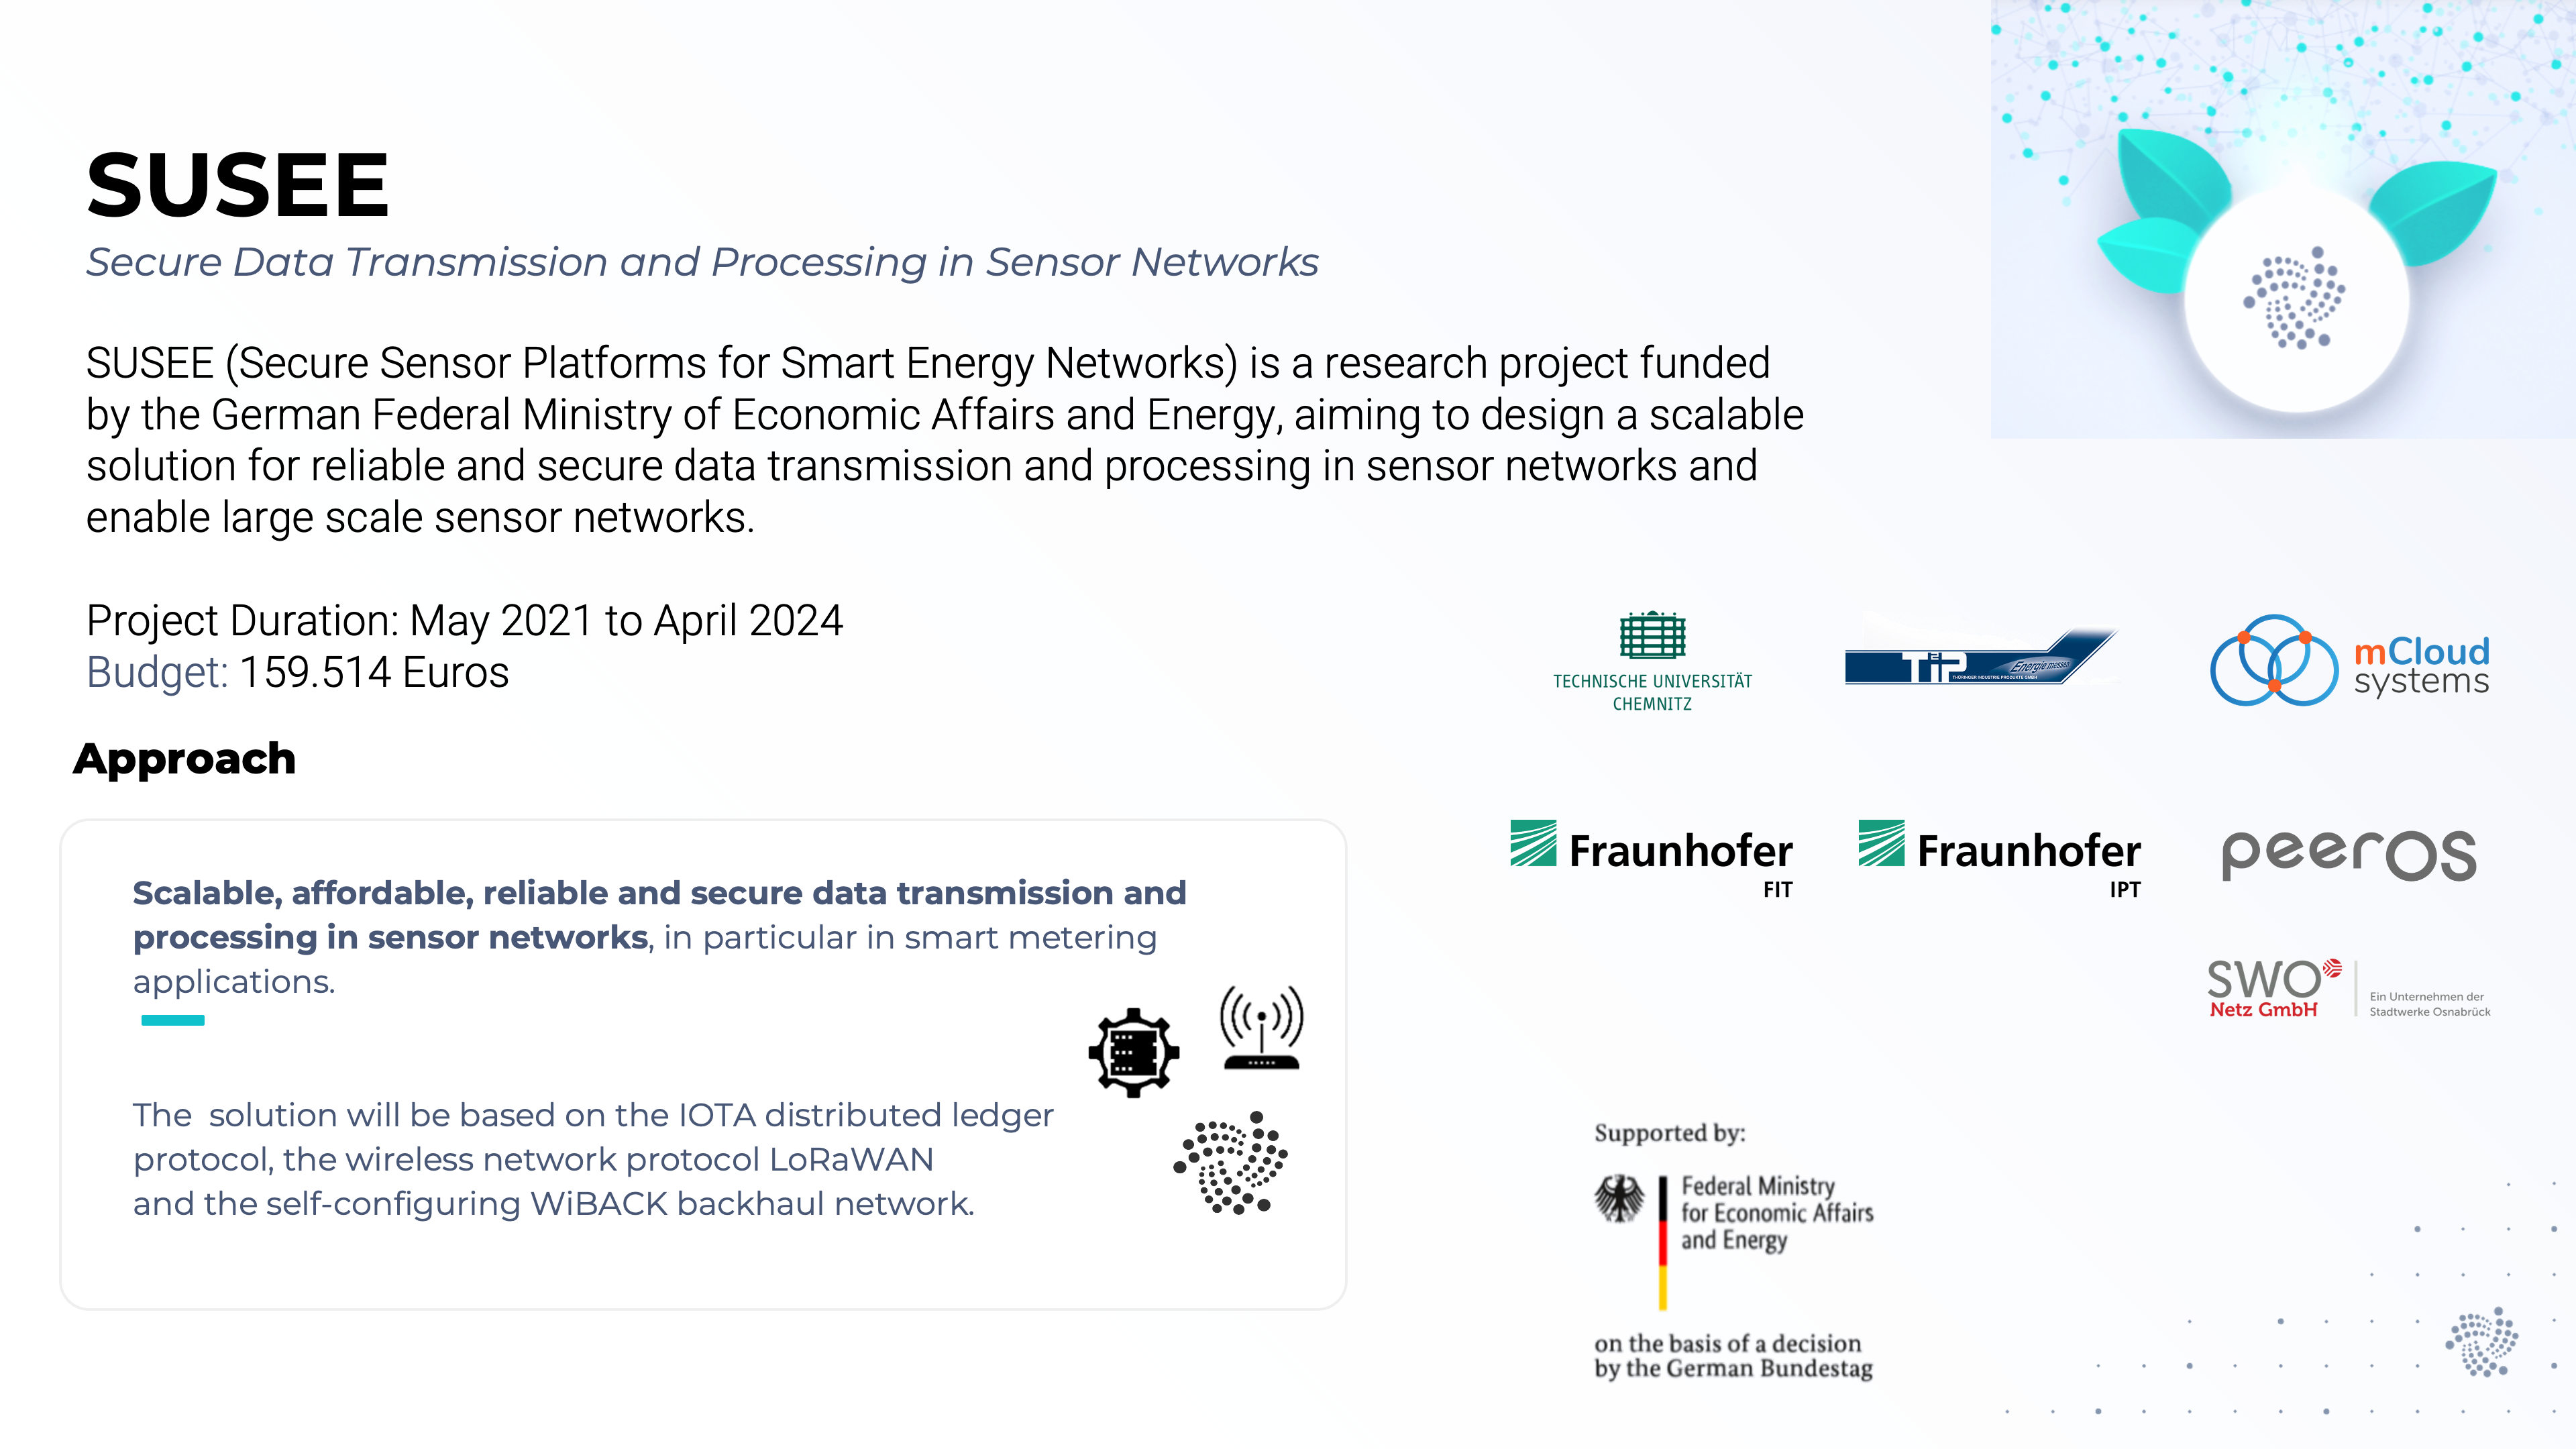 SUSEE
Secure Data Transmission and Processing in Sensor Networks
SUSEE (Secure Sensor Platforms for Smart Energy Networks) is a research project funded
by the German Federal Ministry of Economic Affairs and Energy, aiming to design a scalable
solution for reliable and secure data transmission and processing in sensor networks and
enable large scale sensor networks.
Project Duration: May 2021 to April 2024
Budget: 159.514 Euros
Approach
Scalable, affordable, reliable and secure data transmission and
processing in sensor networks, in particular in smart metering
applications.
The  solution will be based on the IOTA distributed ledger
protocol, the wireless network protocol LoRaWAN
and the self-configuring WiBACK backhaul network.
TECHNISCHE UNIVERSITÄT
CHEMNITZ
TIP
Energie messen
THÜRINGER INDUSTRIE PRODUKTE GMBH
mCloud
systems
Fraunhofer
FIT
Fraunhofer
IPT
peeros
SWO
Netz GmbH
Ein Unternehmen der
Stadtwerke Osnabrück
Supported by:
Federal Ministry
for Economic Affairs
and Energy
on the basis of a decision
by the German Bundestag